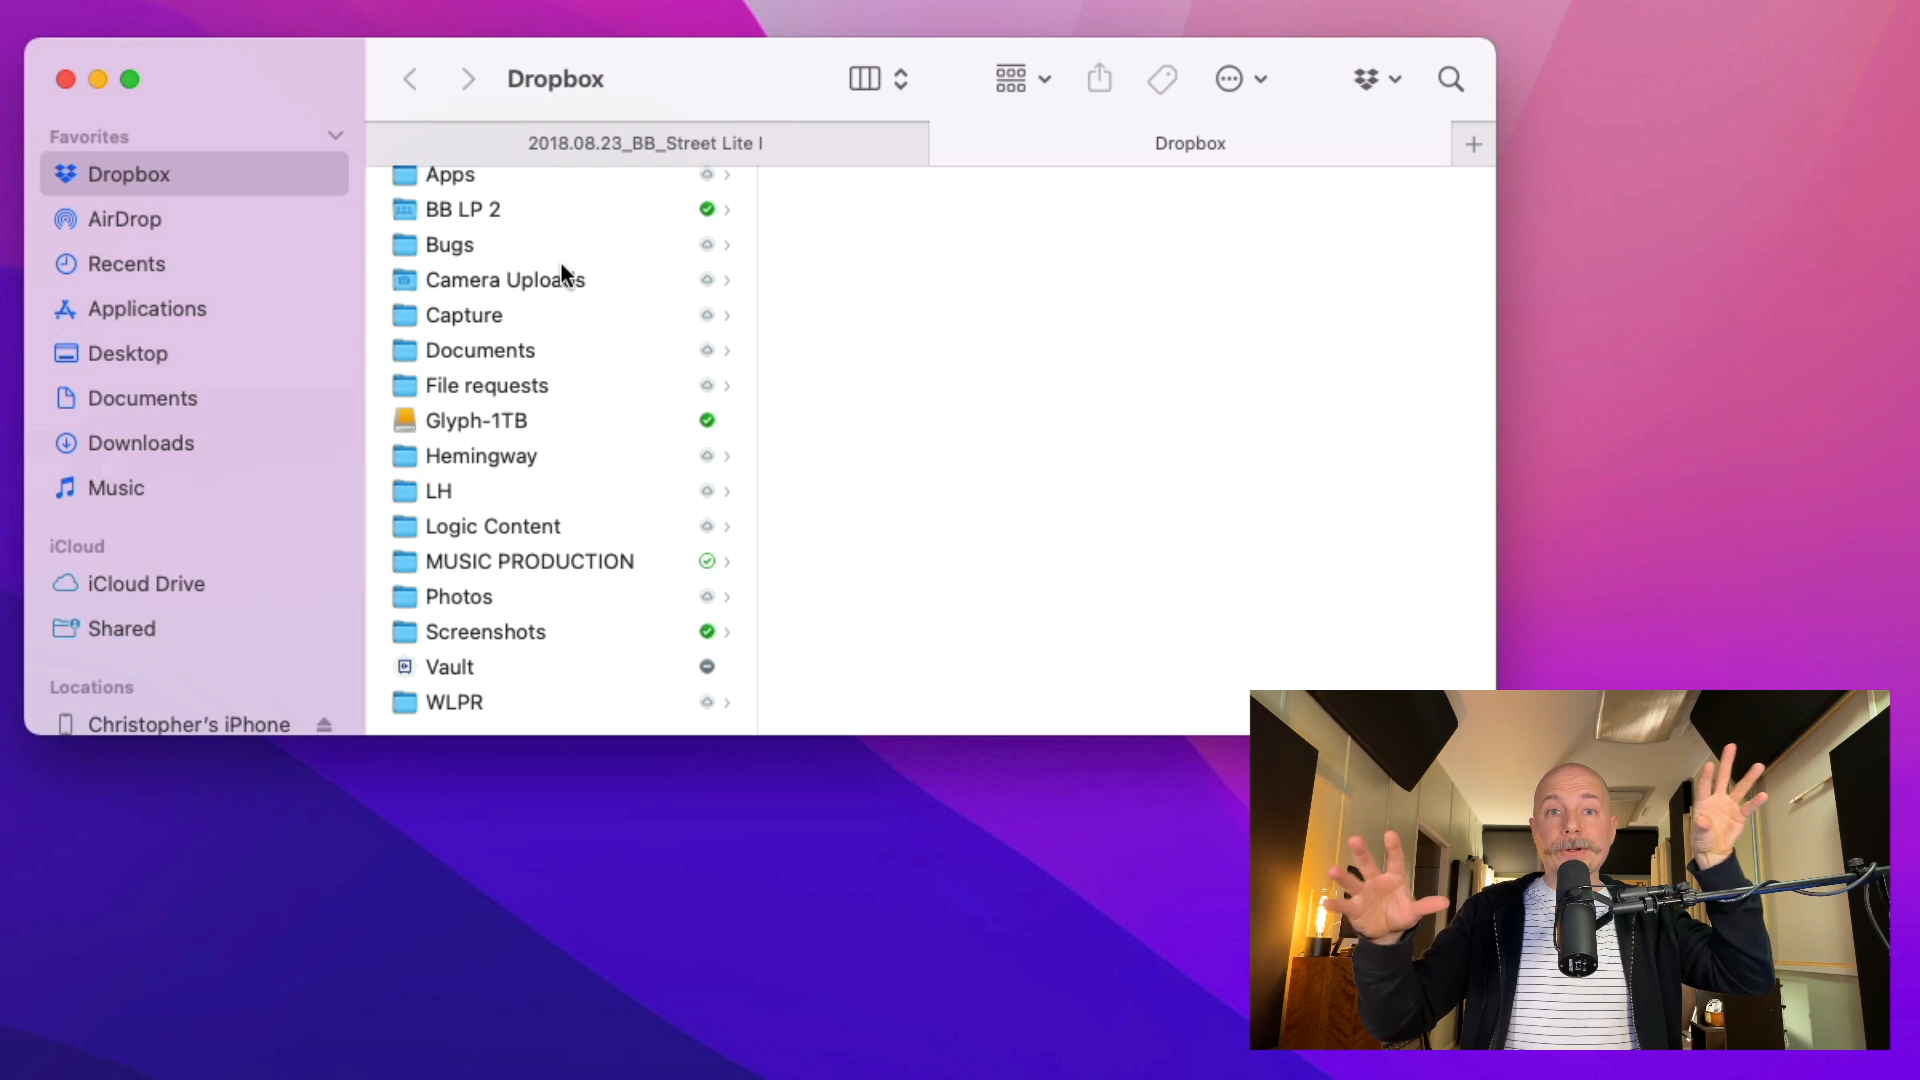 Dropbox
2018.08.23_BB_Street Lite I
Dropbox
Favorites
Dropbox
AirDrop
Recents
Applications
Desktop
Documents
Downloads
Music
iCloud
iCloud Drive
Shared
Locations
Christopher's iPhone
Apps
BB LP 2
Bugs
Camera Uploads
Capture
Documents
File requests
Glyph-1TB
Hemingway
LH
Logic Content
MUSIC PRODUCTION
Photos
Screenshots
Vault
WLPR